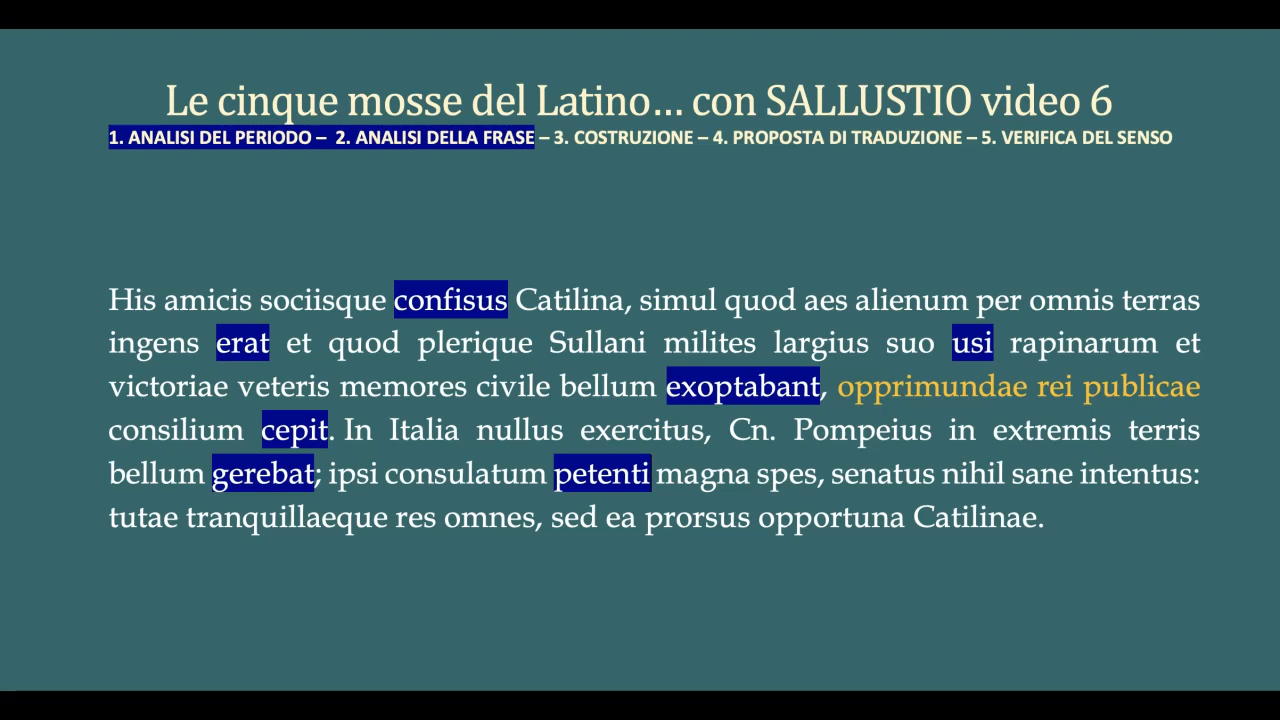 Le cinque mosse del Latino... con SALLUSTIO video 6
1. ANALISI DEL PERIODO – 2. ANALISI DELLA FRASE – 3. COSTRUZIONE – 4. PROPOSTA DI TRADUZIONE – 5. VERIFICA DEL SENSO
His amicis sociisque confisus Catilina, simul quod aes alienum per omnis terras
ingens erat et quod plerique Sullani milites largius suo usi rapinarum et
victoriae veteris memores civile bellum exoptabant, opprimundae rei publicae
consilium cepit. In Italia nullus exercitus, Cn. Pompeius in extremis terris
bellum gerebat; ipsi consulatum petenti magna spes, senatus nihil sane intentus:
tutae tranquillaeque res omnes, sed ea prorsus opportuna Catilinae.